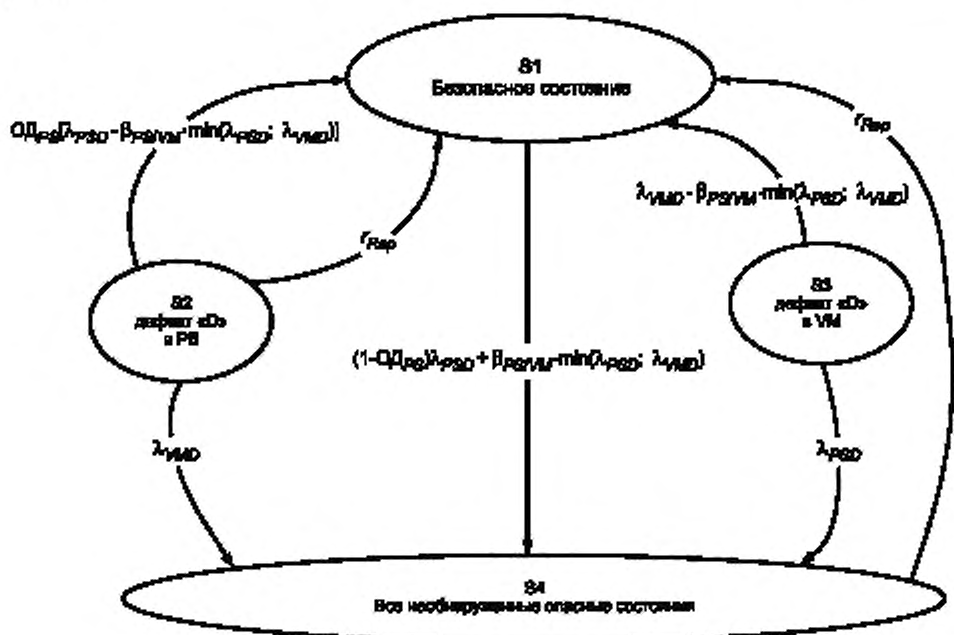 S1
Безопасное состояние
ОД_PS[λ_PSD - β_PS/VM·min(λ_PSD; λ_VMD)]
r_Rep
r_Rep
λ_VMD - β_PS/VM·min(λ_PSD; λ_VMD)
S2
дефект «D»
в PS
S3
дефект «D»
в VM
(1-ОД_PS)λ_PSD + β_PS/VM·min(λ_PSD; λ_VMD)
λ_VMD
λ_PSD
S4
Все необнаруженные опасные состояния